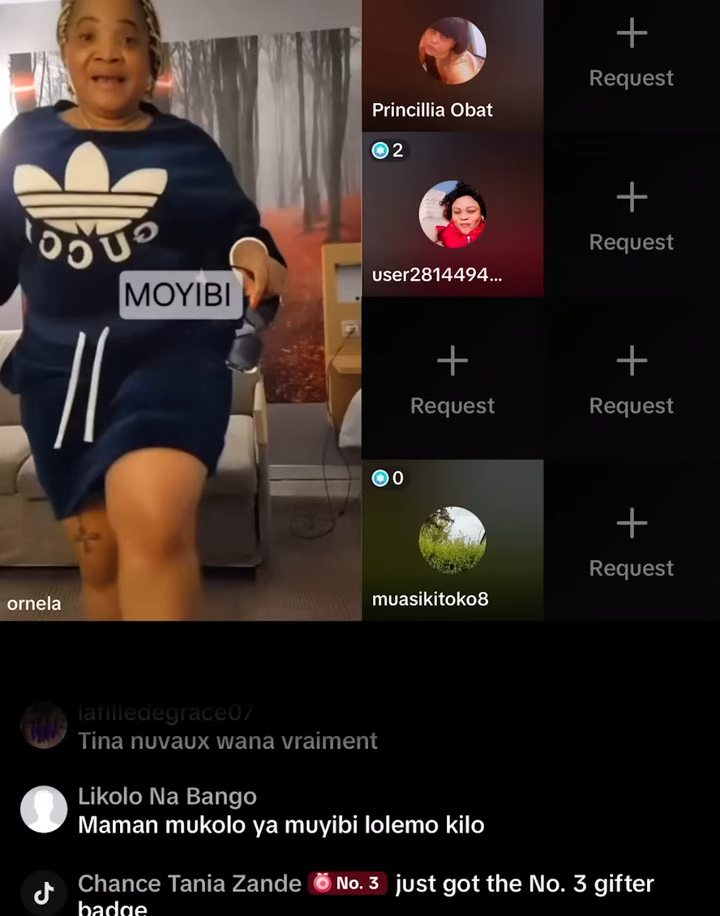 Request
Princillia Obat
2
GUCCI
MOYIBI
Request
user2814494...
Request
Request
0
Request
ornela
muasikitoko8
lafilledegrace07
Tina nuvaux wana vraiment
Likolo Na Bango
Maman mukolo ya muyibi lolemo kilo
Chance Tania Zande No. 3 just got the No. 3 gifter
badge